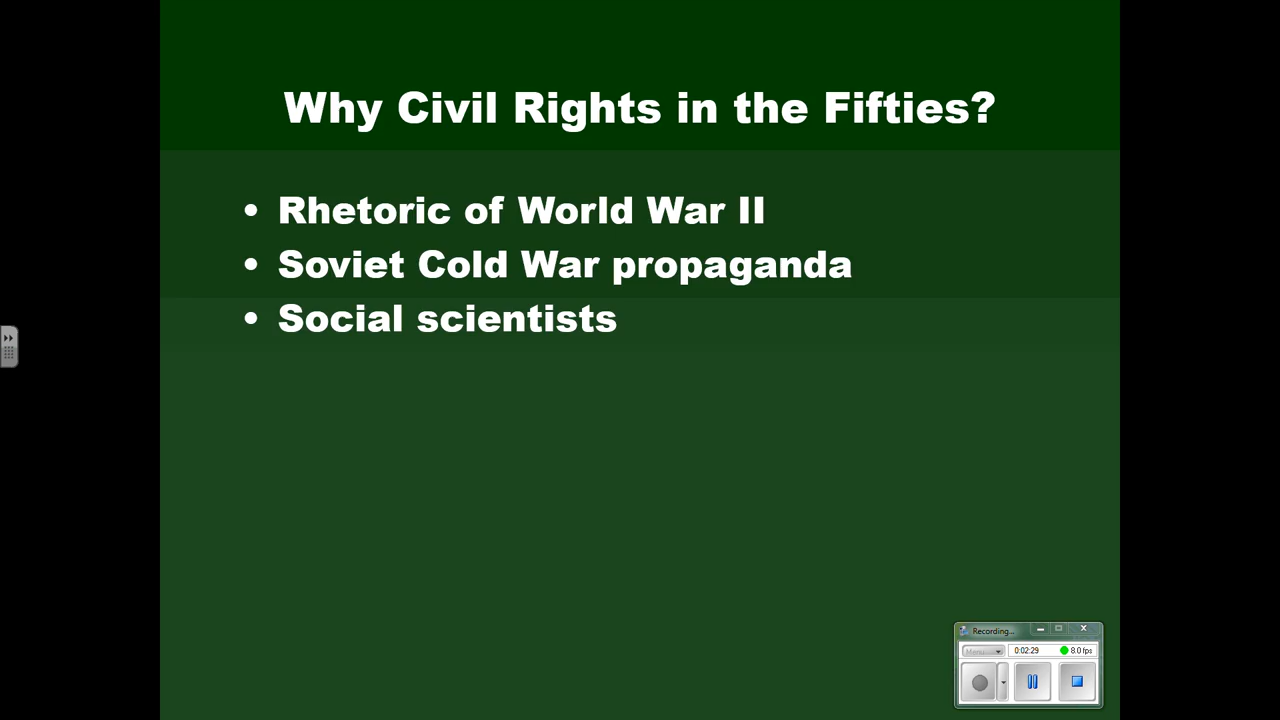 Why Civil Rights in the Fifties?
• Rhetoric of World War II
• Soviet Cold War propaganda
• Social scientists
Recording...
Menu
0:02:29
8.0 fps